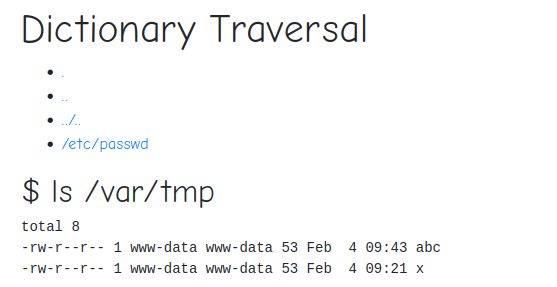 Dictionary Traversal
.
..
../..
/etc/passwd
$ ls /var/tmp
total 8
-rw-r--r-- 1 www-data www-data 53 Feb  4 09:43 abc
-rw-r--r-- 1 www-data www-data 53 Feb  4 09:21 x